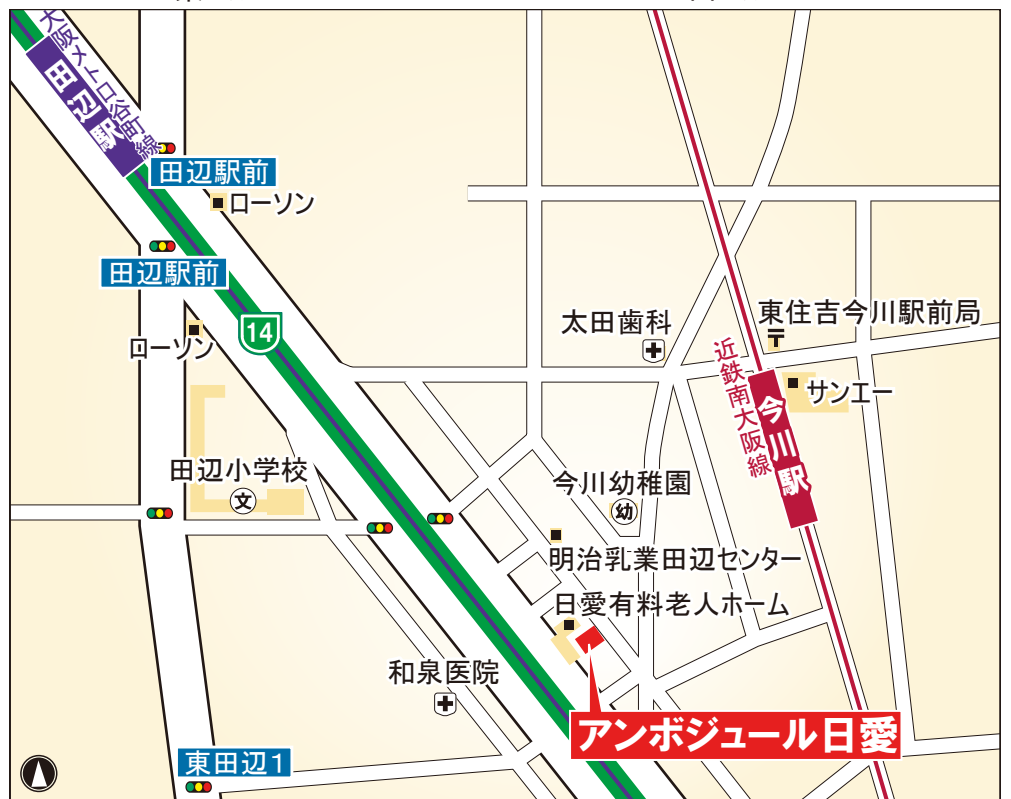 大阪メトロ谷町線
田辺駅
田辺駅前
ローソン
田辺駅前
ローソン
14
太田歯科
東住吉今川駅前局
〒
近鉄南大阪線
今川駅
サンエー
田辺小学校
文
今川幼稚園
幼
明治乳業田辺センター
日愛有料老人ホーム
和泉医院
アンボジュール日愛
東田辺1